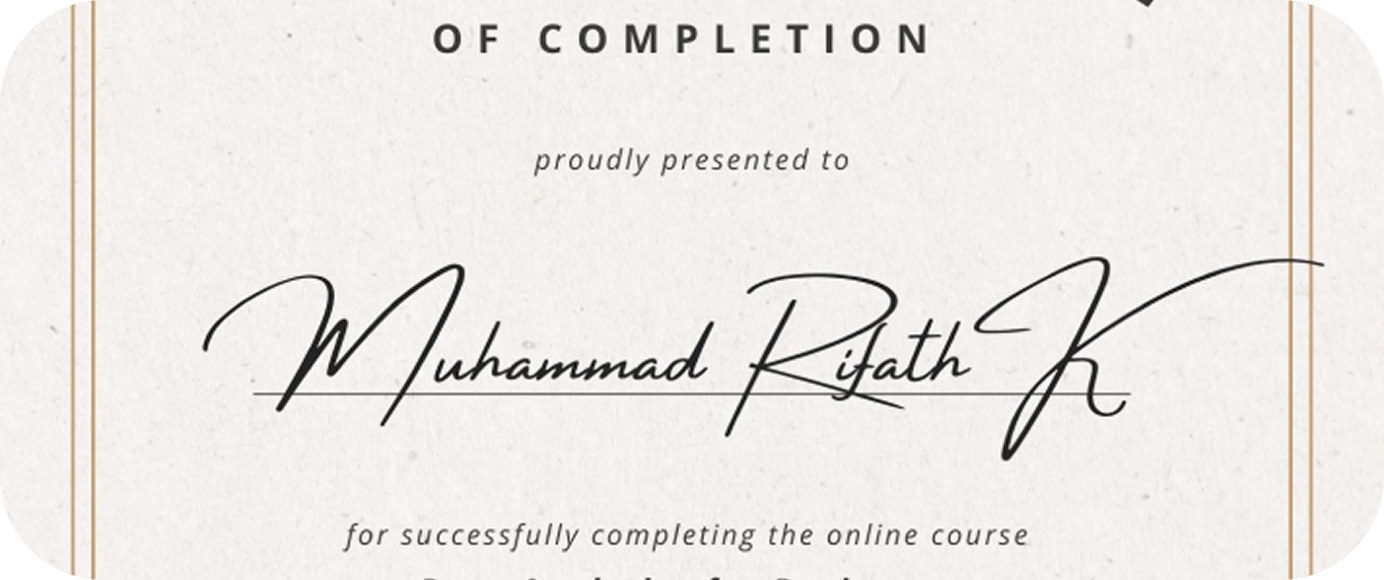 OF COMPLETION
proudly presented to
Muhammad Rifath K
for successfully completing the online course